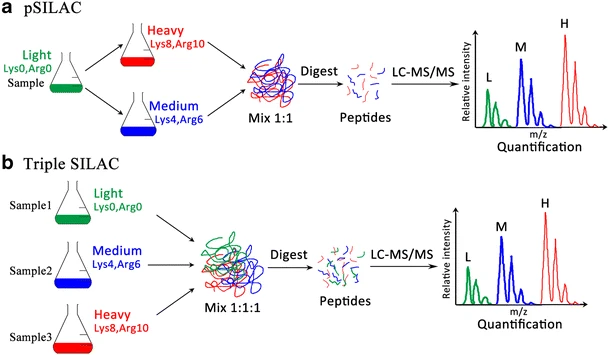 a pSILAC
Light
Lys0,Arg0
Sample
Heavy
Lys8,Arg10
Medium
Lys4,Arg6
Mix 1:1
Digest
Peptides
LC-MS/MS
Relative intensity
L
M
H
m/z
Quantification
b Triple SILAC
Sample1
Light
Lys0,Arg0
Sample2
Medium
Lys4,Arg6
Sample3
Heavy
Lys8,Arg10
Mix 1:1:1
Digest
Peptides
LC-MS/MS
Relative intensity
L
M
H
m/z
Quantification